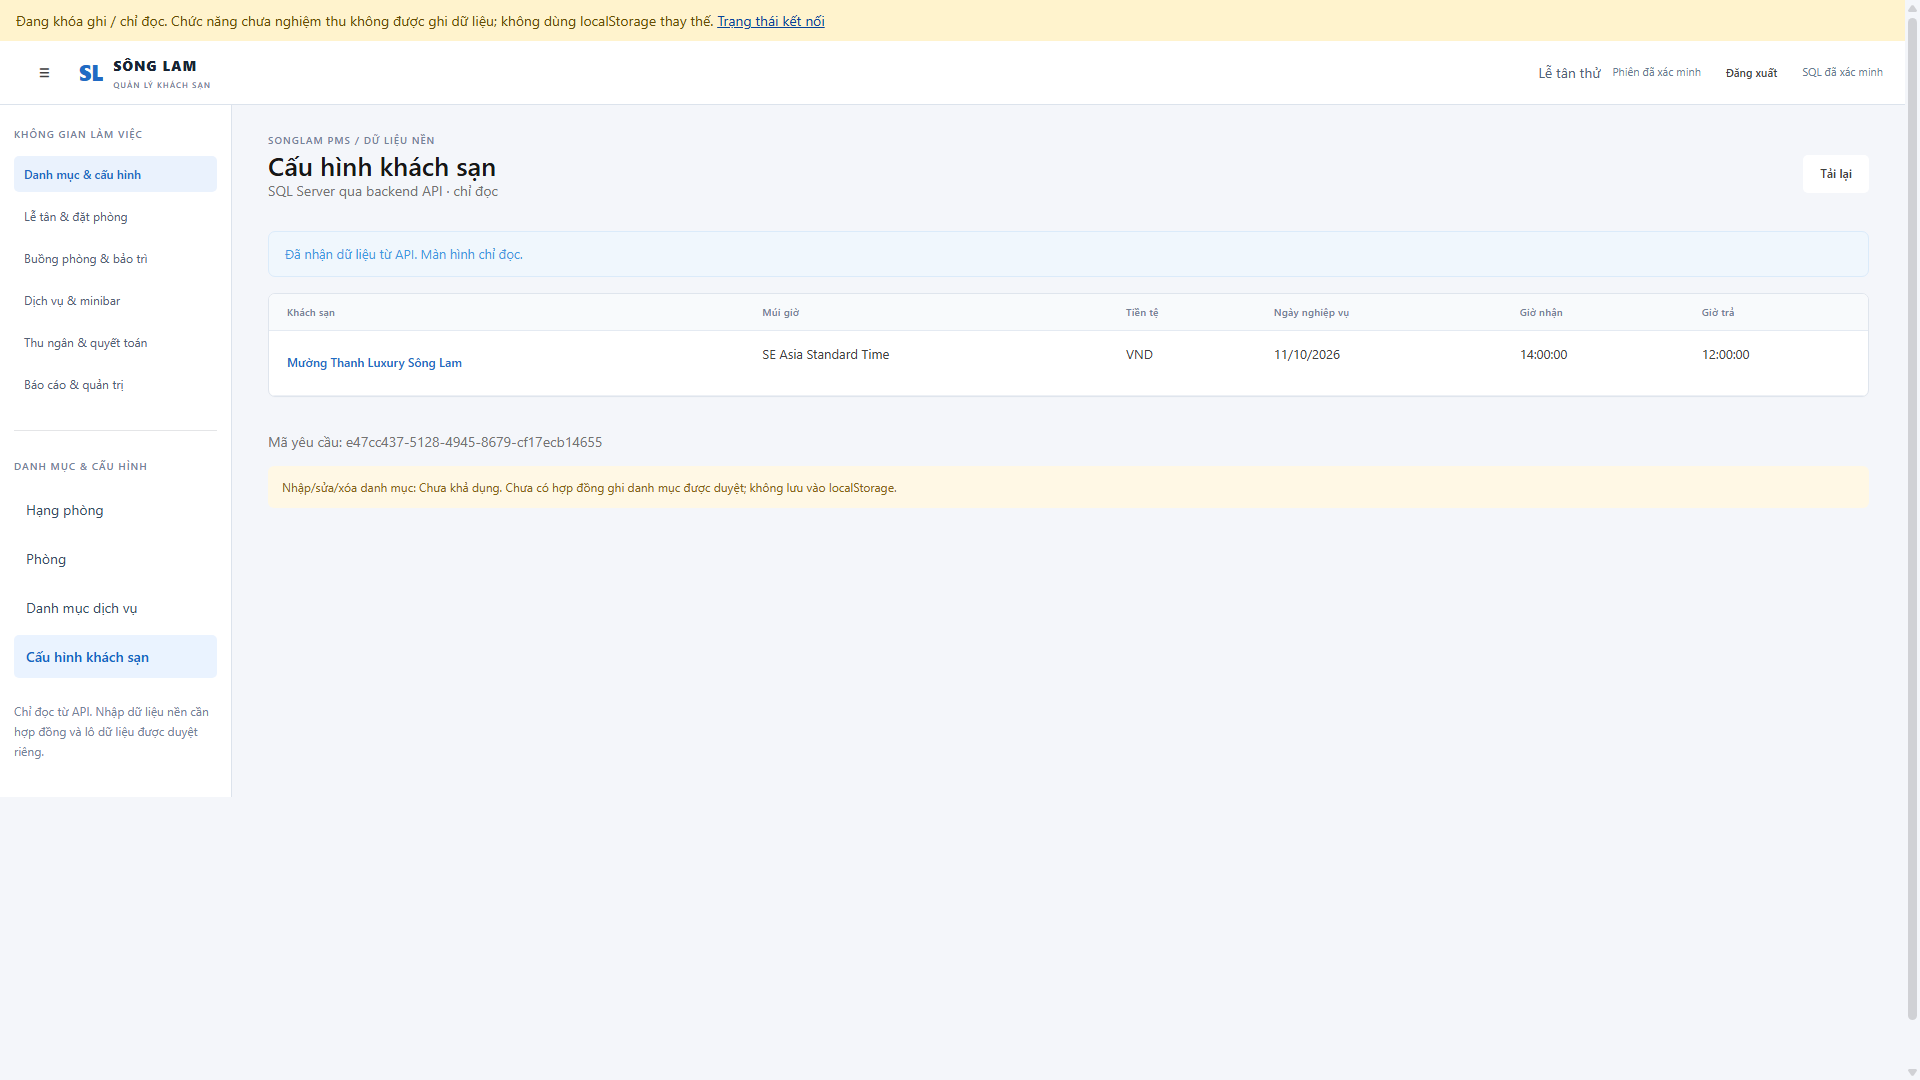 Đang khóa ghi / chỉ đọc. Chức năng chưa nghiệm thu không được ghi dữ liệu; không dùng localStorage thay thế. Trạng thái kết nối
☰ SL SÔNG LAM
QUẢN LÝ KHÁCH SẠN
Lễ tân thử Phiên đã xác minh Đăng xuất SQL đã xác minh
KHÔNG GIAN LÀM VIỆC
Danh mục & cấu hình
Lễ tân & đặt phòng
Buồng phòng & bảo trì
Dịch vụ & minibar
Thu ngân & quyết toán
Báo cáo & quản trị
DANH MỤC & CẤU HÌNH
Hạng phòng
Phòng
Danh mục dịch vụ
Cấu hình khách sạn
Chỉ đọc từ API. Nhập dữ liệu nền cần
hợp đồng và lô dữ liệu được duyệt
riêng.
SONGLAM PMS / DỮ LIỆU NỀN
Cấu hình khách sạn
SQL Server qua backend API · chỉ đọc
Tải lại
Đã nhận dữ liệu từ API. Màn hình chỉ đọc.
Khách sạn Múi giờ Tiền tệ Ngày nghiệp vụ Giờ nhận Giờ trả
Mường Thanh Luxury Sông Lam SE Asia Standard Time VND 11/10/2026 14:00:00 12:00:00
Mã yêu cầu: e47cc437-5128-4945-8679-cf17ecb14655
Nhập/sửa/xóa danh mục: Chưa khả dụng. Chưa có hợp đồng ghi danh mục được duyệt; không lưu vào localStorage.